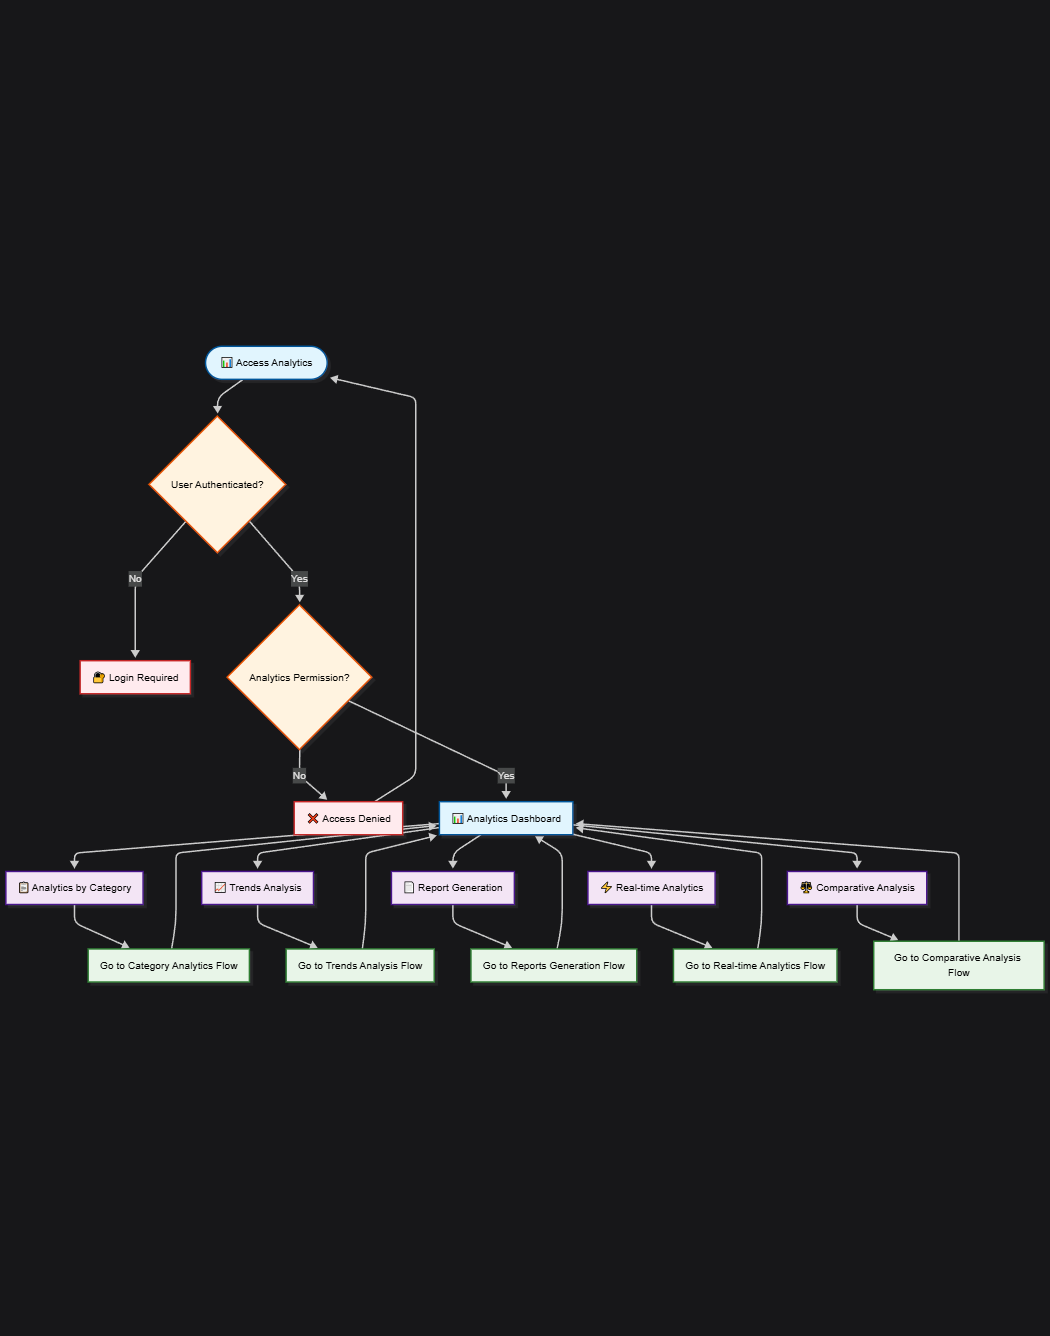 Access Analytics
User Authenticated?
No
Yes
Login Required
Analytics Permission?
No
Yes
Access Denied
Analytics Dashboard
Analytics by Category
Trends Analysis
Report Generation
Real-time Analytics
Comparative Analysis
Go to Category Analytics Flow
Go to Trends Analysis Flow
Go to Reports Generation Flow
Go to Real-time Analytics Flow
Go to Comparative Analysis
Flow